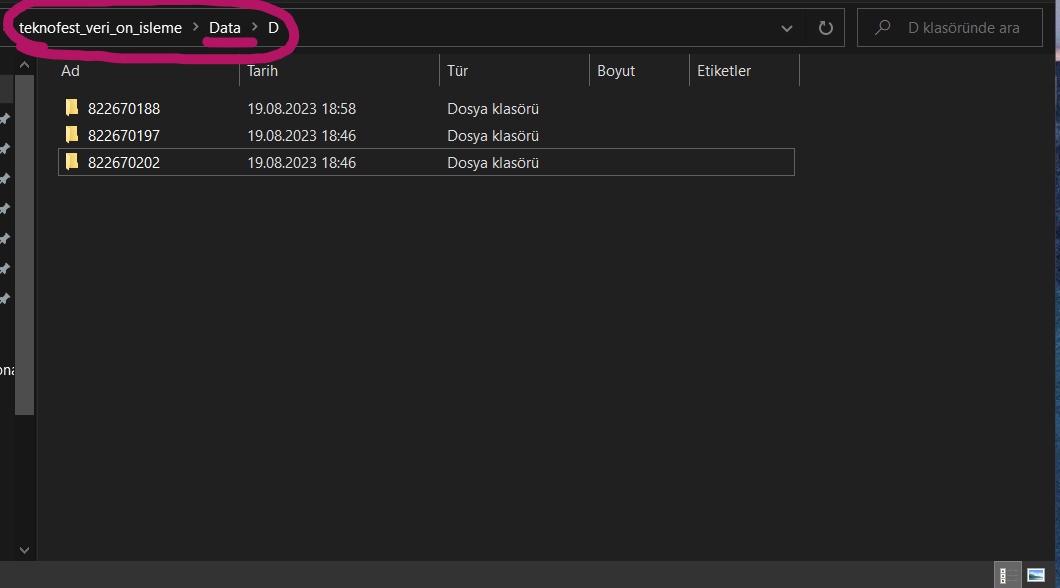 teknofest_veri_on_isleme > Data > D
D klasöründe ara
Ad Tarih Tür Boyut Etiketler
822670188 19.08.2023 18:58 Dosya klasörü
822670197 19.08.2023 18:46 Dosya klasörü
822670202 19.08.2023 18:46 Dosya klasörü